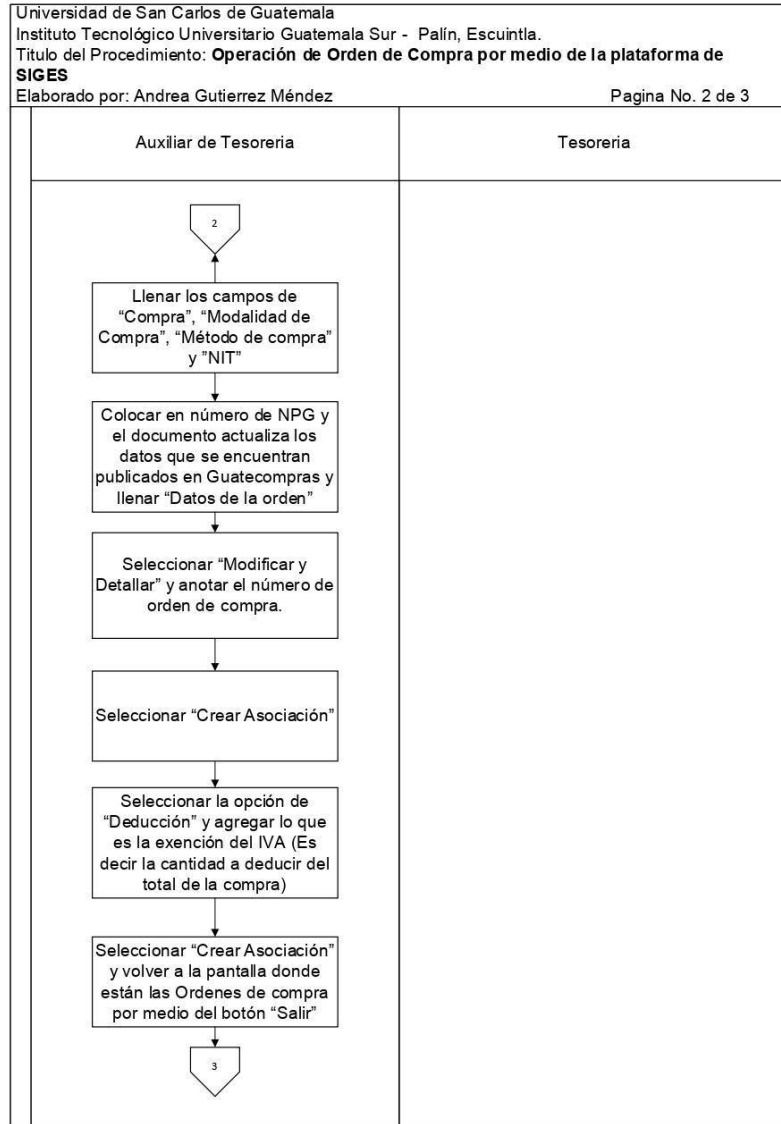 Universidad de San Carlos de Guatemala
Instituto Tecnológico Universitario Guatemala Sur - Palín, Escuintla.
Titulo del Procedimiento: Operación de Orden de Compra por medio de la plataforma de
SIGES
Elaborado por: Andrea Gutierrez Méndez Pagina No. 2 de 3
Auxiliar de Tesoreria Tesoreria
2
Llenar los campos de
“Compra”, “Modalidad de
Compra”, “Método de compra”
y ”NIT”
Colocar en número de NPG y
el documento actualiza los
datos que se encuentran
publicados en Guatecompras y
llenar “Datos de la orden”
Seleccionar “Modificar y
Detallar” y anotar el número de
orden de compra.
Seleccionar “Crear Asociación”
Seleccionar la opción de
“Deducción” y agregar lo que
es la exención del IVA (Es
decir la cantidad a deducir del
total de la compra)
Seleccionar “Crear Asociación”
y volver a la pantalla donde
están las Ordenes de compra
por medio del botón “Salir”
3